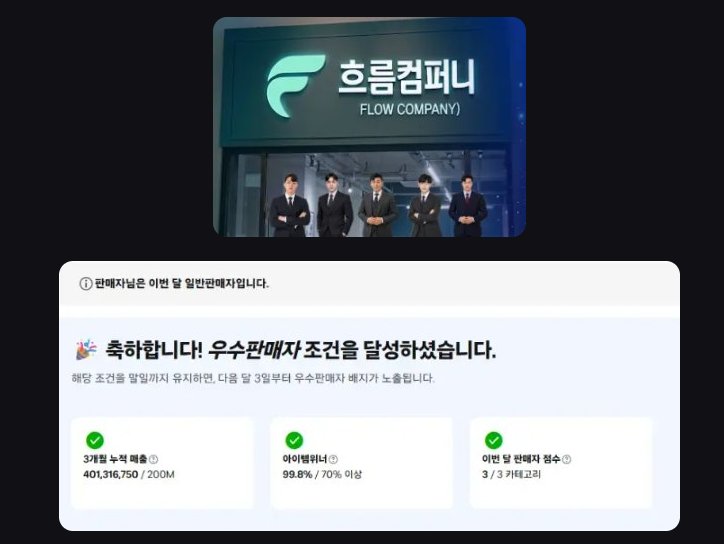 흐름컴퍼니
FLOW COMPANY)
판매자님은 이번 달 일반판매자입니다.
축하합니다! 우수판매자 조건을 달성하셨습니다.
해당 조건을 말일까지 유지하면, 다음 달 3일부터 우수판매자 배지가 노출됩니다.
3개월 누적 매출
401,316,750 / 200M
아이템위너
99.8% / 70% 이상
이번 달 판매자 점수
3 / 3 카테고리